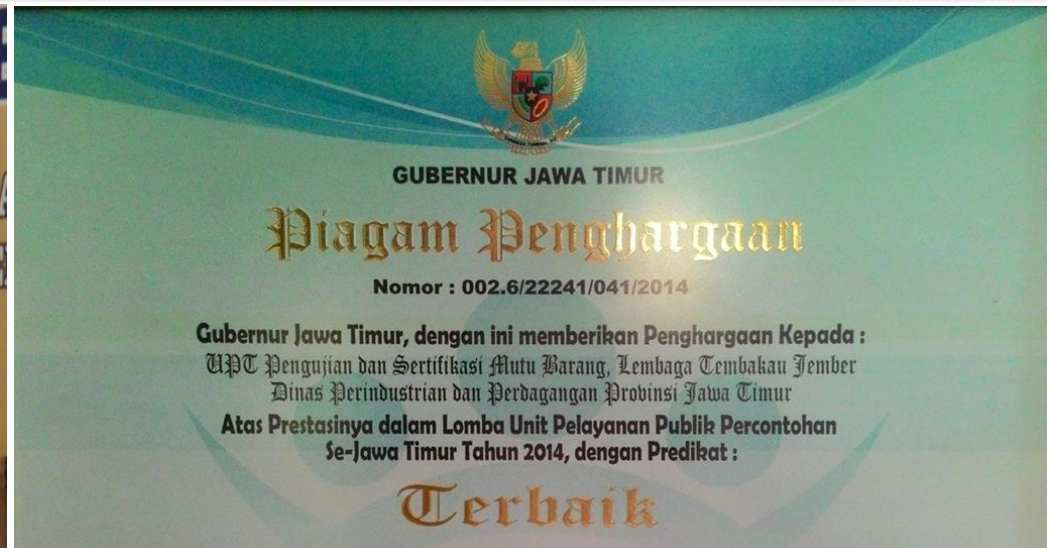 GUBERNUR JAWA TIMUR
Piagam Penghargaan
Nomor : 002.6/22241/041/2014
Gubernur Jawa Timur, dengan ini memberikan Penghargaan Kepada :
UPT Pengujian dan Sertifikasi Mutu Barang, Lembaga Tembakau Jember
Dinas Perindustrian dan Perdagangan Provinsi Jawa Timur
Atas Prestasinya dalam Lomba Unit Pelayanan Publik Percontohan
Se-Jawa Timur Tahun 2014, dengan Predikat :
Terbaik